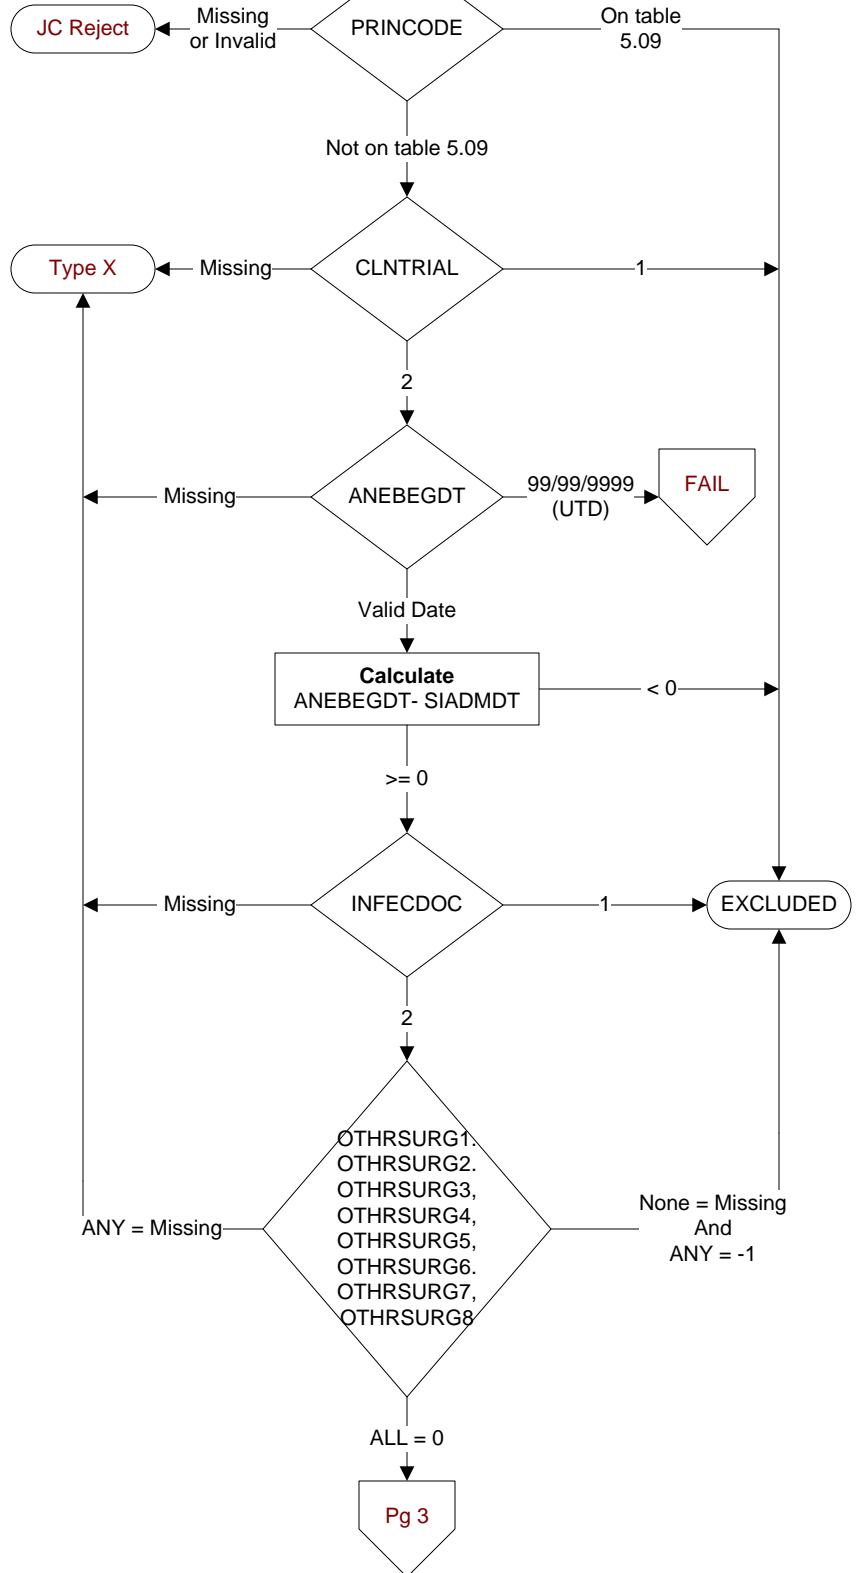 JC Reject
Missing
or Invalid
PRINCODE
On table
5.09
Not on table 5.09
Type X
Missing
CLNTRIAL
1
2
Missing
ANEBEGDT
99/99/9999
(UTD)
FAIL
Valid Date
Calculate
ANEBEGDT- SIADMDT
< 0
>= 0
Missing
INFECDOC
1
EXCLUDED
2
OTHRSURG1.
OTHRSURG2.
OTHRSURG3,
OTHRSURG4,
OTHRSURG5,
OTHRSURG6.
OTHRSURG7,
OTHRSURG8
ANY = Missing
None = Missing
And
ANY = -1
ALL = 0
Pg 3